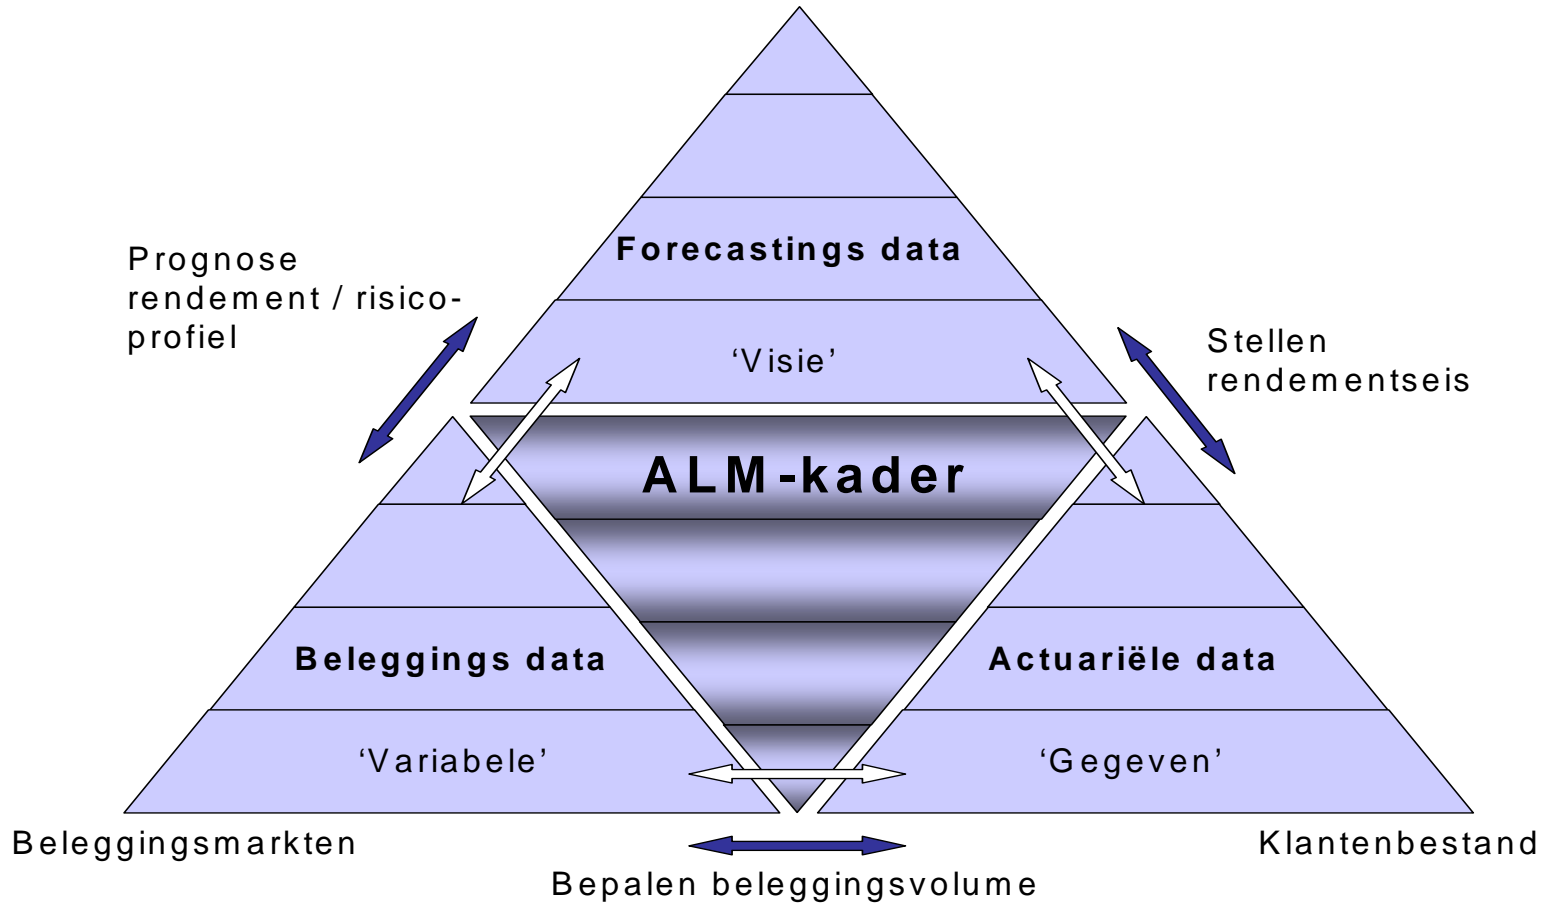 Forecastings data
Prognose
rendement / risico-
profiel
‘Visie’
Stellen
rendementseis
ALM-kader
Beleggings data
Actuariële data
‘Variabele’
‘Gegeven’
Beleggingsmarkten
Klantenbestand
Bepalen beleggingsvolume